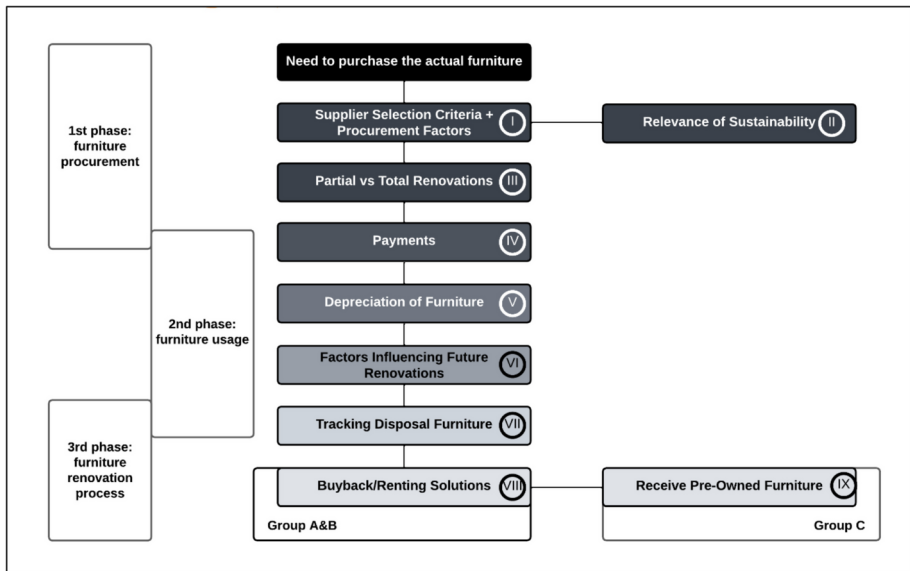 Need to purchase the actual furniture
1st phase:
furniture
procurement
Supplier Selection Criteria +
Procurement Factors
I
Relevance of Sustainability
II
Partial vs Total Renovations
III
Payments
IV
2nd phase:
furniture usage
Depreciation of Furniture
V
Factors Influencing Future
Renovations
VI
Tracking Disposal Furniture
VII
3rd phase:
furniture
renovation
process
Buyback/Renting Solutions
VIII
Receive Pre-Owned Furniture
IX
Group A&B
Group C